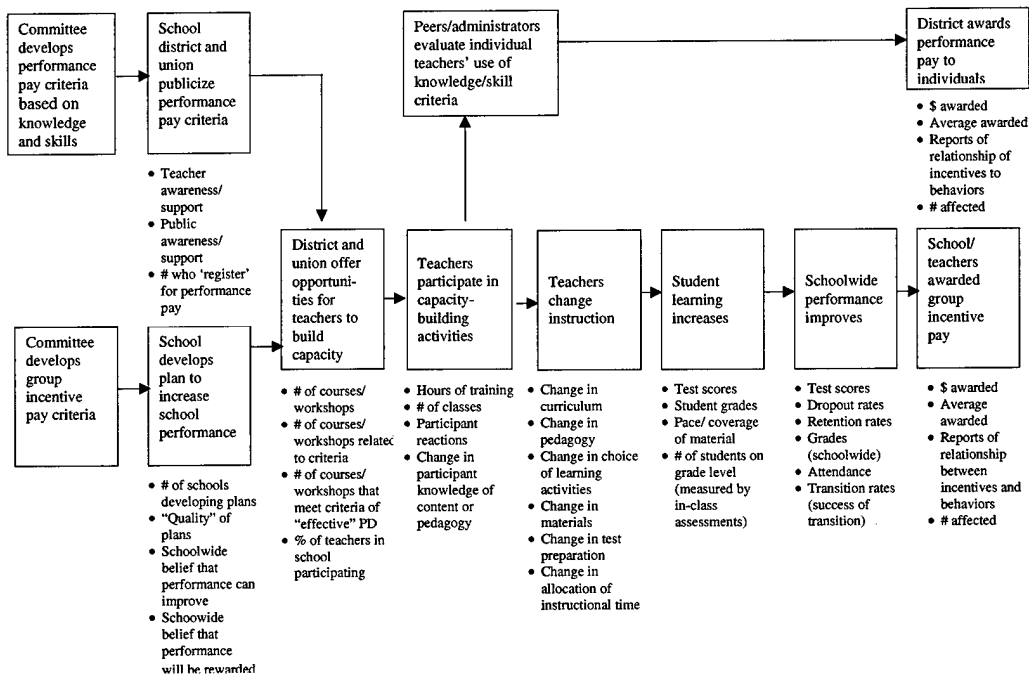 Committee
develops
performance
pay criteria
based on
knowledge
and skills
School
district and
union
publicize
performance
pay criteria
Peers/administrators
evaluate individual
teachers' use of
knowledge/skill
criteria
District awards
performance
pay to
individuals
• Teacher
awareness/
support
• Public
awareness/
support
• # who 'register'
for performance
pay
• $ awarded
• Average awarded
• Reports of
relationship of
incentives to
behaviors
• # affected
Committee
develops
group
incentive
pay criteria
School
develops
plan to
increase
school
performance
District and
union offer
opportuni-
ties for
teachers to
build
capacity
Teachers
participate in
capacity-
building
activities
Teachers
change
instruction
Student
learning
increases
Schoolwide
performance
improves
School/
teachers
awarded
group
incentive
pay
• # of schools
developing plans
• "Quality" of
plans
• Schoolwide
belief that
performance can
improve
• Schoowide
belief that
performance
will be rewarded
• # of courses/
workshops
• # of courses/
workshops related
to criteria
• # of courses/
workshops that
meet criteria of
"effective" PD
• % of teachers in
school
participating
• Hours of training
• # of classes
• Participant
reactions
• Change in
participant
knowledge of
content or
pedagogy
• Change in
curriculum
• Change in
pedagogy
• Change in choice
of learning
activities
• Change in
materials
• Change in test
preparation
• Change in
allocation of
instructional time
• Test scores
• Student grades
• Pace/ coverage
of material
• # of students on
grade level
(measured by
in-class
assessments)
• Test scores
• Dropout rates
• Retention rates
• Grades
(schoolwide)
• Attendance
• Transition rates
(success of
transition)
• $ awarded
• Average
awarded
• Reports of
relationship
between
incentives and
behaviors
• # affected